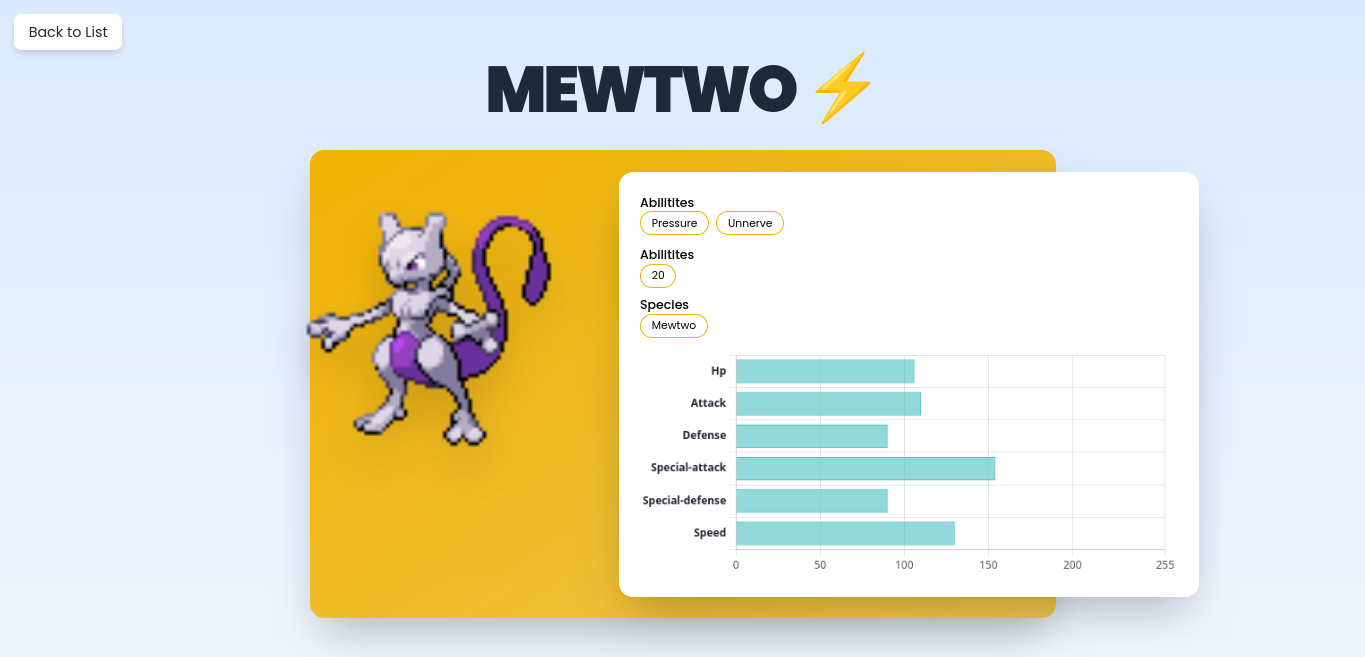 Back to List
MEWTWO ⚡
Abilitites
Pressure Unnerve
Abilitites
20
Species
Mewtwo
Hp
Attack
Defense
Special-attack
Special-defense
Speed
0 50 100 150 200 255